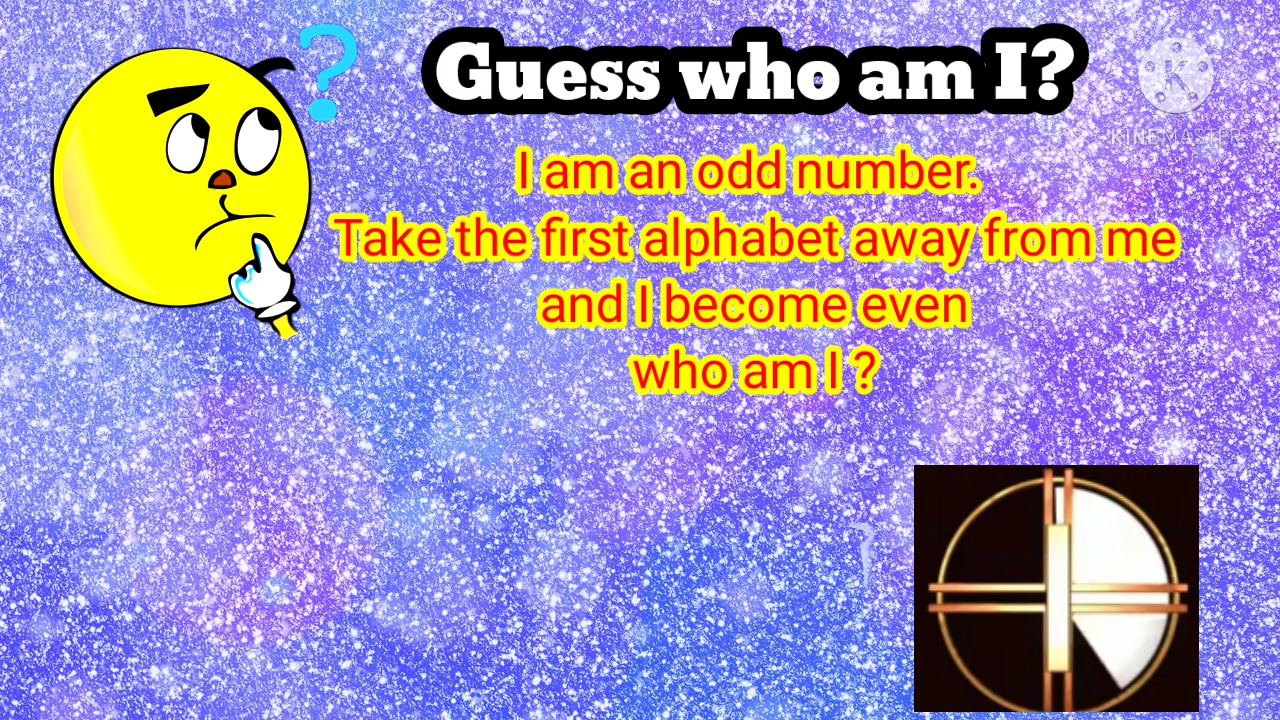 Guess who am I?
KINEMASTER
I am an odd number.
Take the first alphabet away from me
and I become even
who am I ?